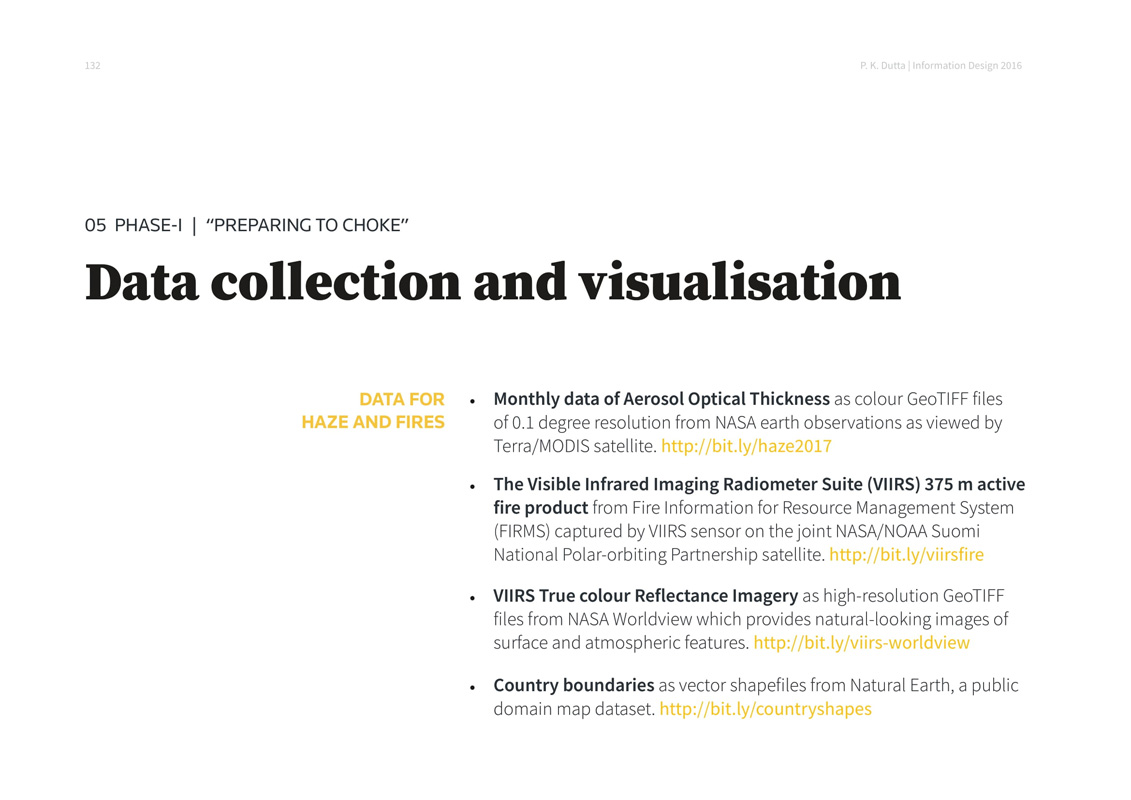 132
P. K. Dutta | Information Design 2016
05 PHASE-I | “PREPARING TO CHOKE”
Data collection and visualisation
DATA FOR
HAZE AND FIRES
• Monthly data of Aerosol Optical Thickness as colour GeoTIFF files
of 0.1 degree resolution from NASA earth observations as viewed by
Terra/MODIS satellite. http://bit.ly/haze2017
• The Visible Infrared Imaging Radiometer Suite (VIIRS) 375 m active
fire product from Fire Information for Resource Management System
(FIRMS) captured by VIIRS sensor on the joint NASA/NOAA Suomi
National Polar-orbiting Partnership satellite. http://bit.ly/viirsfire
• VIIRS True colour Reflectance Imagery as high-resolution GeoTIFF
files from NASA Worldview which provides natural-looking images of
surface and atmospheric features. http://bit.ly/viirs-worldview
• Country boundaries as vector shapefiles from Natural Earth, a public
domain map dataset. http://bit.ly/countryshapes